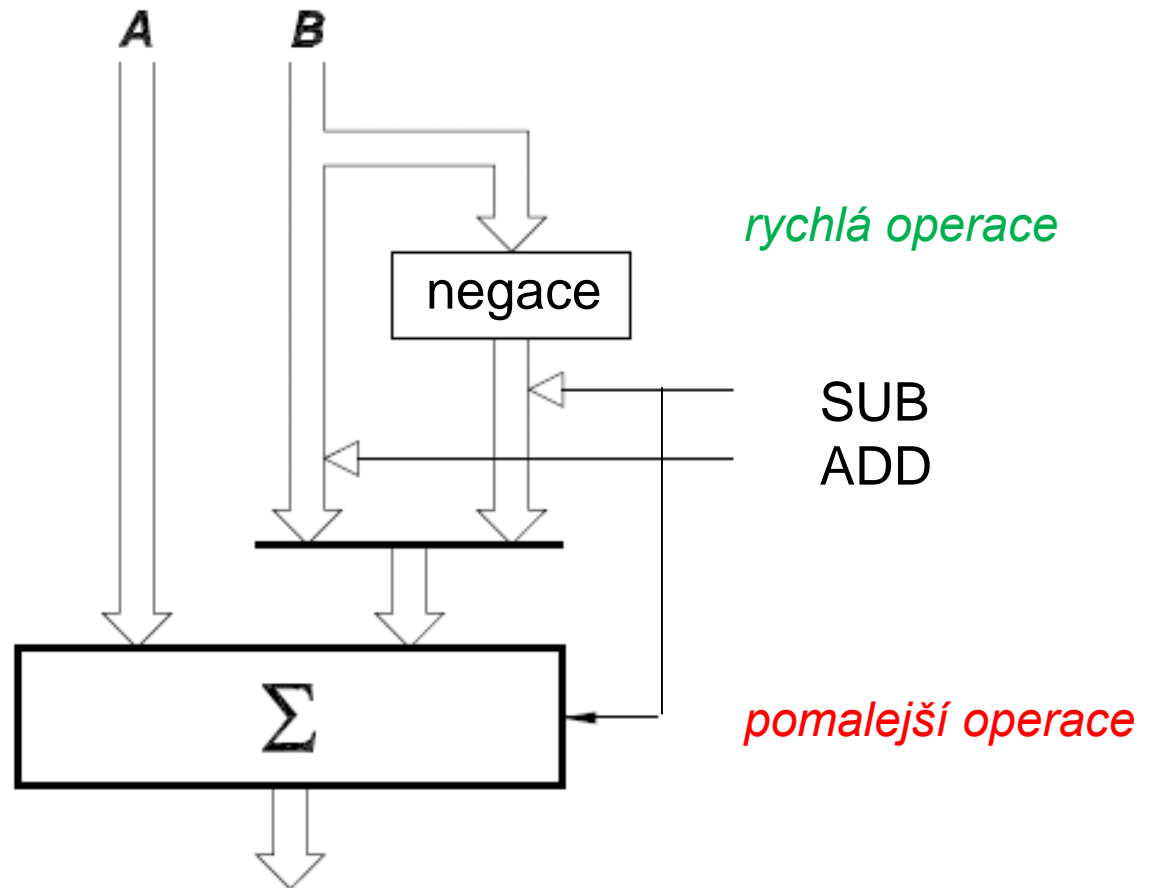 A B
rychlá operace
negace
SUB
ADD
Σ
pomalejší operace